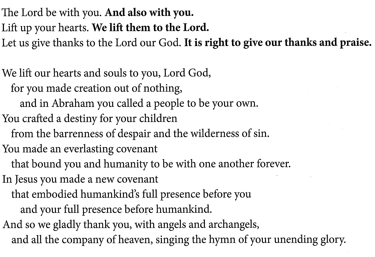 The Lord be with you. And also with you.
Lift up your hearts. We lift them to the Lord.
Let us give thanks to the Lord our God. It is right to give our thanks and praise.
We lift our hearts and souls to you, Lord God,
for you made creation out of nothing,
and in Abraham you called a people to be your own.
You crafted a destiny for your children
from the barrenness of despair and the wilderness of sin.
You made an everlasting covenant
that bound you and humanity to be with one another forever.
In Jesus you made a new covenant
that embodied humankind's full presence before you
and your full presence before humankind.
And so we gladly thank you, with angels and archangels,
and all the company of heaven, singing the hymn of your unending glory.